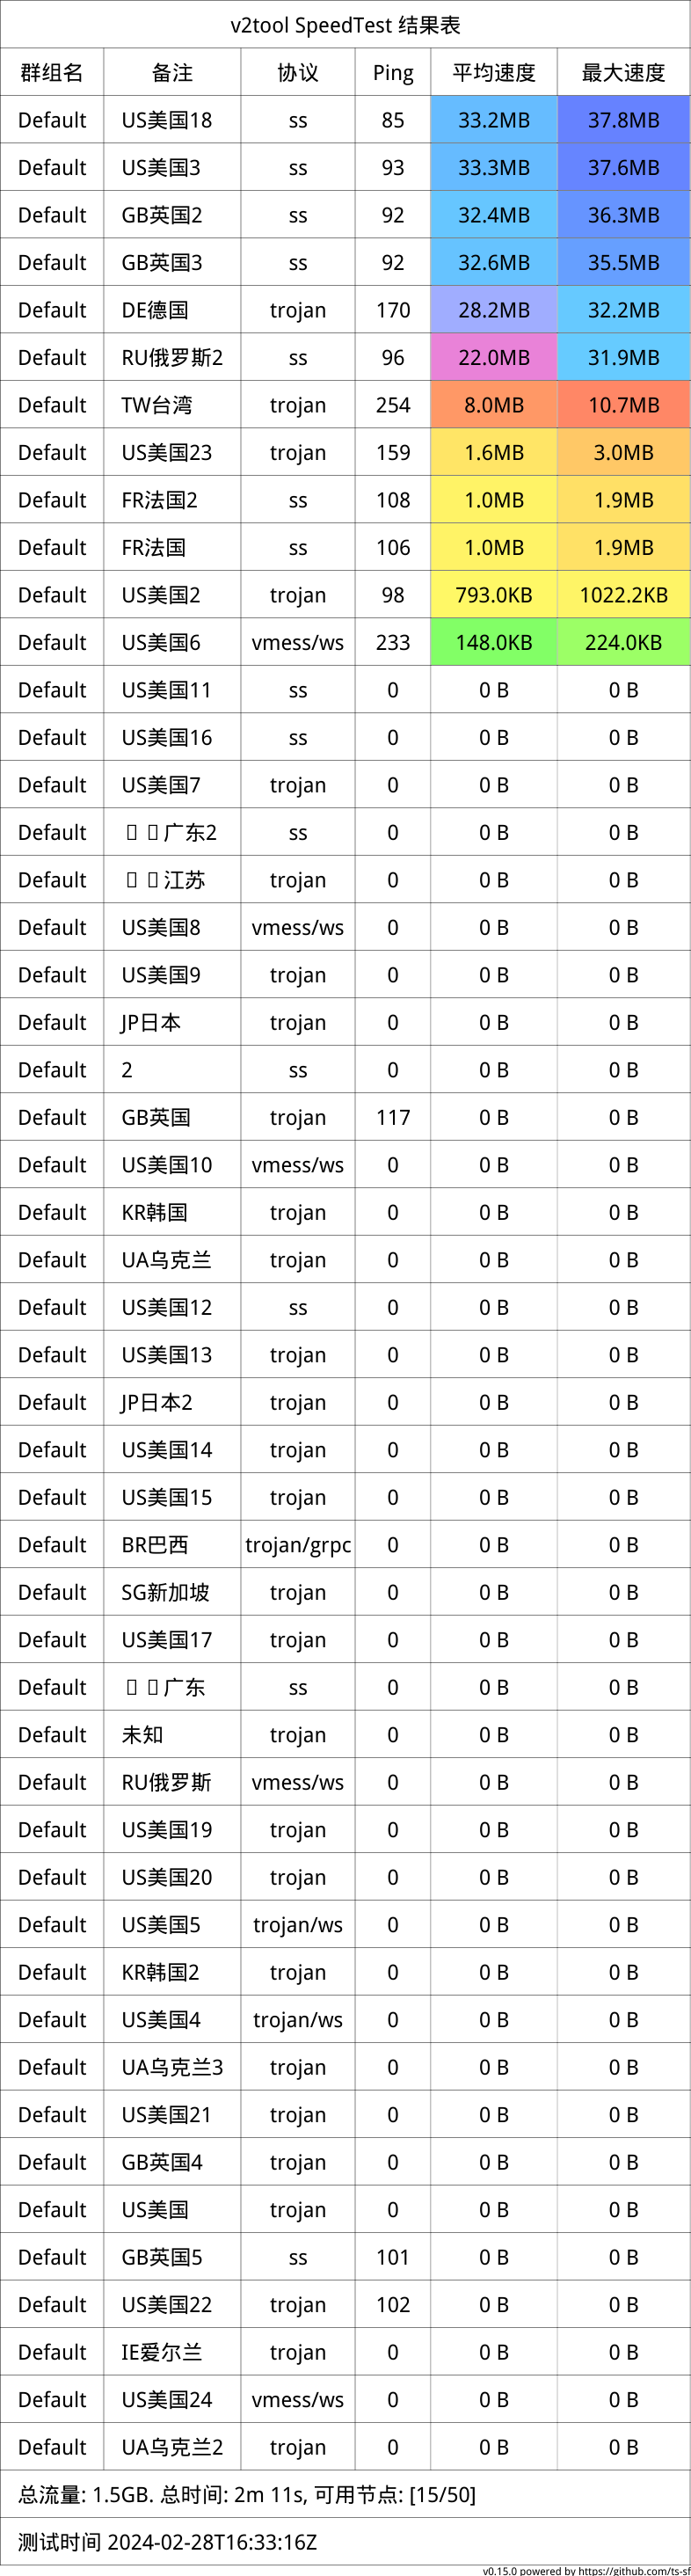 v2tool SpeedTest 结果表
群组名 备注 协议 Ping 平均速度 最大速度
Default US美国18 ss 85 33.2MB 37.8MB
Default US美国3 ss 93 33.3MB 37.6MB
Default GB英国2 ss 92 32.4MB 36.3MB
Default GB英国3 ss 92 32.6MB 35.5MB
Default DE德国 trojan 170 28.2MB 32.2MB
Default RU俄罗斯2 ss 96 22.0MB 31.9MB
Default TW台湾 trojan 254 8.0MB 10.7MB
Default US美国23 trojan 159 1.6MB 3.0MB
Default FR法国2 ss 108 1.0MB 1.9MB
Default FR法国 ss 106 1.0MB 1.9MB
Default US美国2 trojan 98 793.0KB 1022.2KB
Default US美国6 vmess/ws 233 148.0KB 224.0KB
Default US美国11 ss 0 0 B 0 B
Default US美国16 ss 0 0 B 0 B
Default US美国7 trojan 0 0 B 0 B
Default 广东2 ss 0 0 B 0 B
Default 江苏 trojan 0 0 B 0 B
Default US美国8 vmess/ws 0 0 B 0 B
Default US美国9 trojan 0 0 B 0 B
Default JP日本 trojan 0 0 B 0 B
Default 2 ss 0 0 B 0 B
Default GB英国 trojan 117 0 B 0 B
Default US美国10 vmess/ws 0 0 B 0 B
Default KR韩国 trojan 0 0 B 0 B
Default UA乌克兰 trojan 0 0 B 0 B
Default US美国12 ss 0 0 B 0 B
Default US美国13 trojan 0 0 B 0 B
Default JP日本2 trojan 0 0 B 0 B
Default US美国14 trojan 0 0 B 0 B
Default US美国15 trojan 0 0 B 0 B
Default BR巴西 trojan/grpc 0 0 B 0 B
Default SG新加坡 trojan 0 0 B 0 B
Default US美国17 trojan 0 0 B 0 B
Default 广东 ss 0 0 B 0 B
Default 未知 trojan 0 0 B 0 B
Default RU俄罗斯 vmess/ws 0 0 B 0 B
Default US美国19 trojan 0 0 B 0 B
Default US美国20 trojan 0 0 B 0 B
Default US美国5 trojan/ws 0 0 B 0 B
Default KR韩国2 trojan 0 0 B 0 B
Default US美国4 trojan/ws 0 0 B 0 B
Default UA乌克兰3 trojan 0 0 B 0 B
Default US美国21 trojan 0 0 B 0 B
Default GB英国4 trojan 0 0 B 0 B
Default US美国 trojan 0 0 B 0 B
Default GB英国5 ss 101 0 B 0 B
Default US美国22 trojan 102 0 B 0 B
Default IE爱尔兰 trojan 0 0 B 0 B
Default US美国24 vmess/ws 0 0 B 0 B
Default UA乌克兰2 trojan 0 0 B 0 B
总流量: 1.5GB. 总时间: 2m 11s, 可用节点: [15/50]
测试时间 2024-02-28T16:33:16Z
v0.15.0 powered by https://github.com/ts-sf